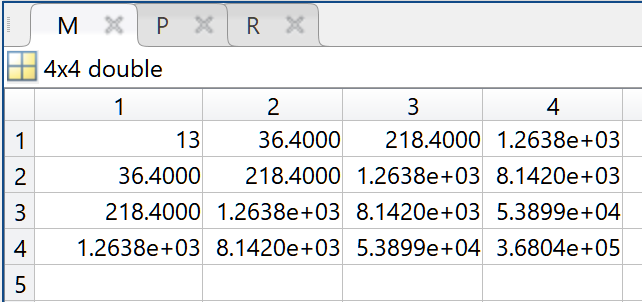 M P R
4x4 double
1 2 3 4
1 13 36.4000 218.4000 1.2638e+03
2 36.4000 218.4000 1.2638e+03 8.1420e+03
3 218.4000 1.2638e+03 8.1420e+03 5.3899e+04
4 1.2638e+03 8.1420e+03 5.3899e+04 3.6804e+05
5